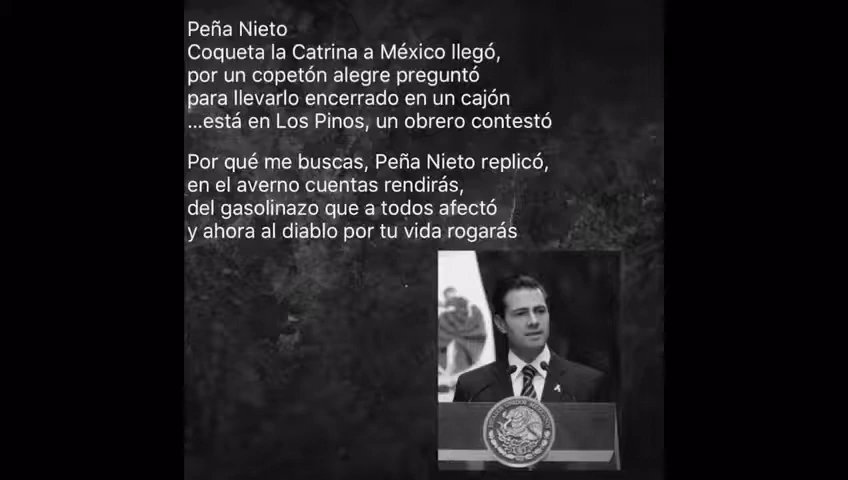 Peña Nieto
Coqueta la Catrina a México llegó,
por un copetón alegre preguntó
para llevarlo encerrado en un cajón
...está en Los Pinos, un obrero contestó
Por qué me buscas, Peña Nieto replicó,
en el averno cuentas rendirás,
del gasolinazo que a todos afectó
y ahora al diablo por tu vida rogarás